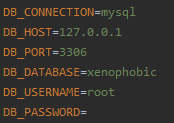 DB_CONNECTION=mysql
DB_HOST=127.0.0.1
DB_PORT=3306
DB_DATABASE=xenophobic
DB_USERNAME=root
DB_PASSWORD=